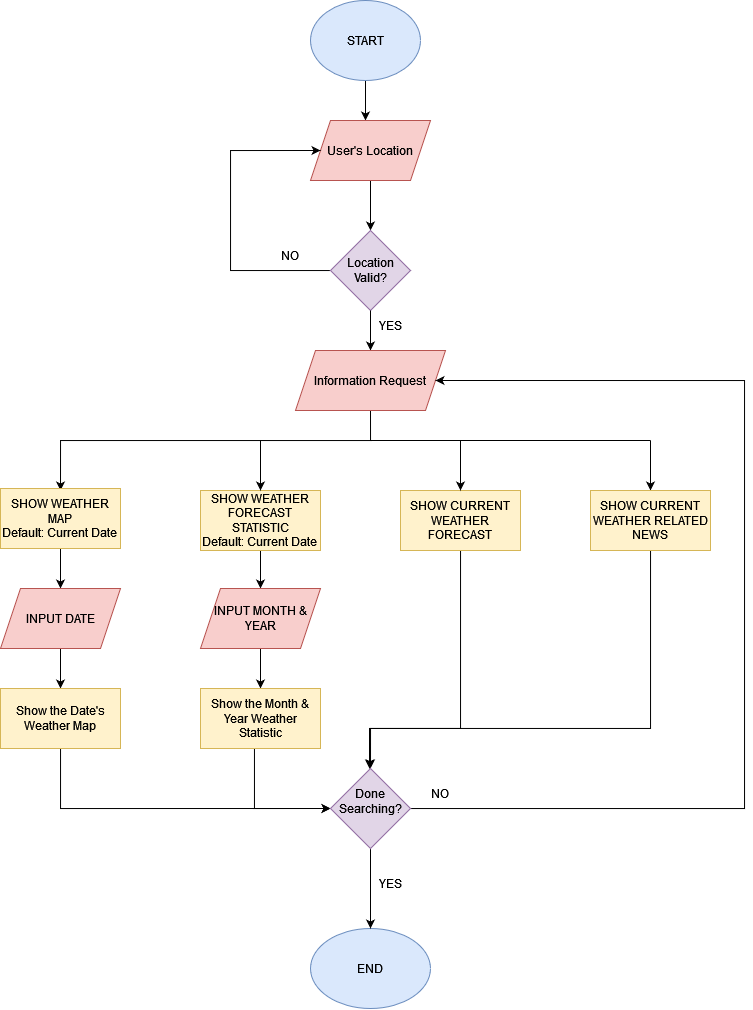 START
User's Location
NO
Location
Valid?
YES
Information Request
SHOW WEATHER
MAP
Default: Current Date
SHOW WEATHER
FORECAST
STATISTIC
Default: Current Date
SHOW CURRENT
WEATHER
FORECAST
SHOW CURRENT
WEATHER RELATED
NEWS
INPUT DATE
INPUT MONTH &
YEAR
Show the Date's
Weather Map
Show the Month &
Year Weather
Statistic
Done
Searching?
NO
YES
END